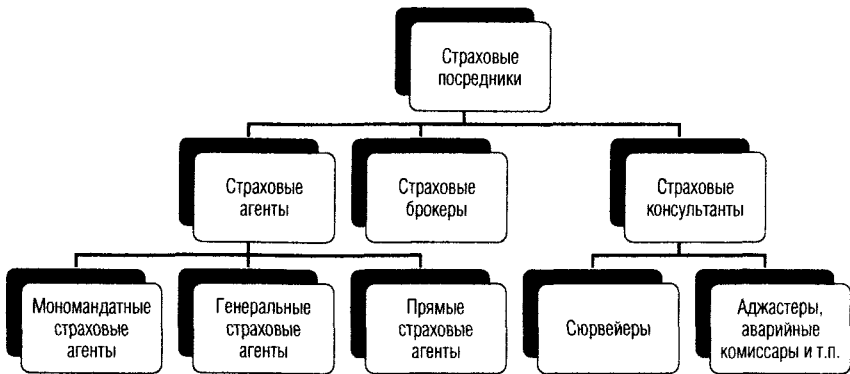 Страховые
посредники
Страховые
агенты
Страховые
брокеры
Страховые
консультанты
Мономандатные
страховые
агенты
Генеральные
страховые
агенты
Прямые
страховые
агенты
Сюрвейеры
Аджастеры,
аварийные
комиссары и т.п.